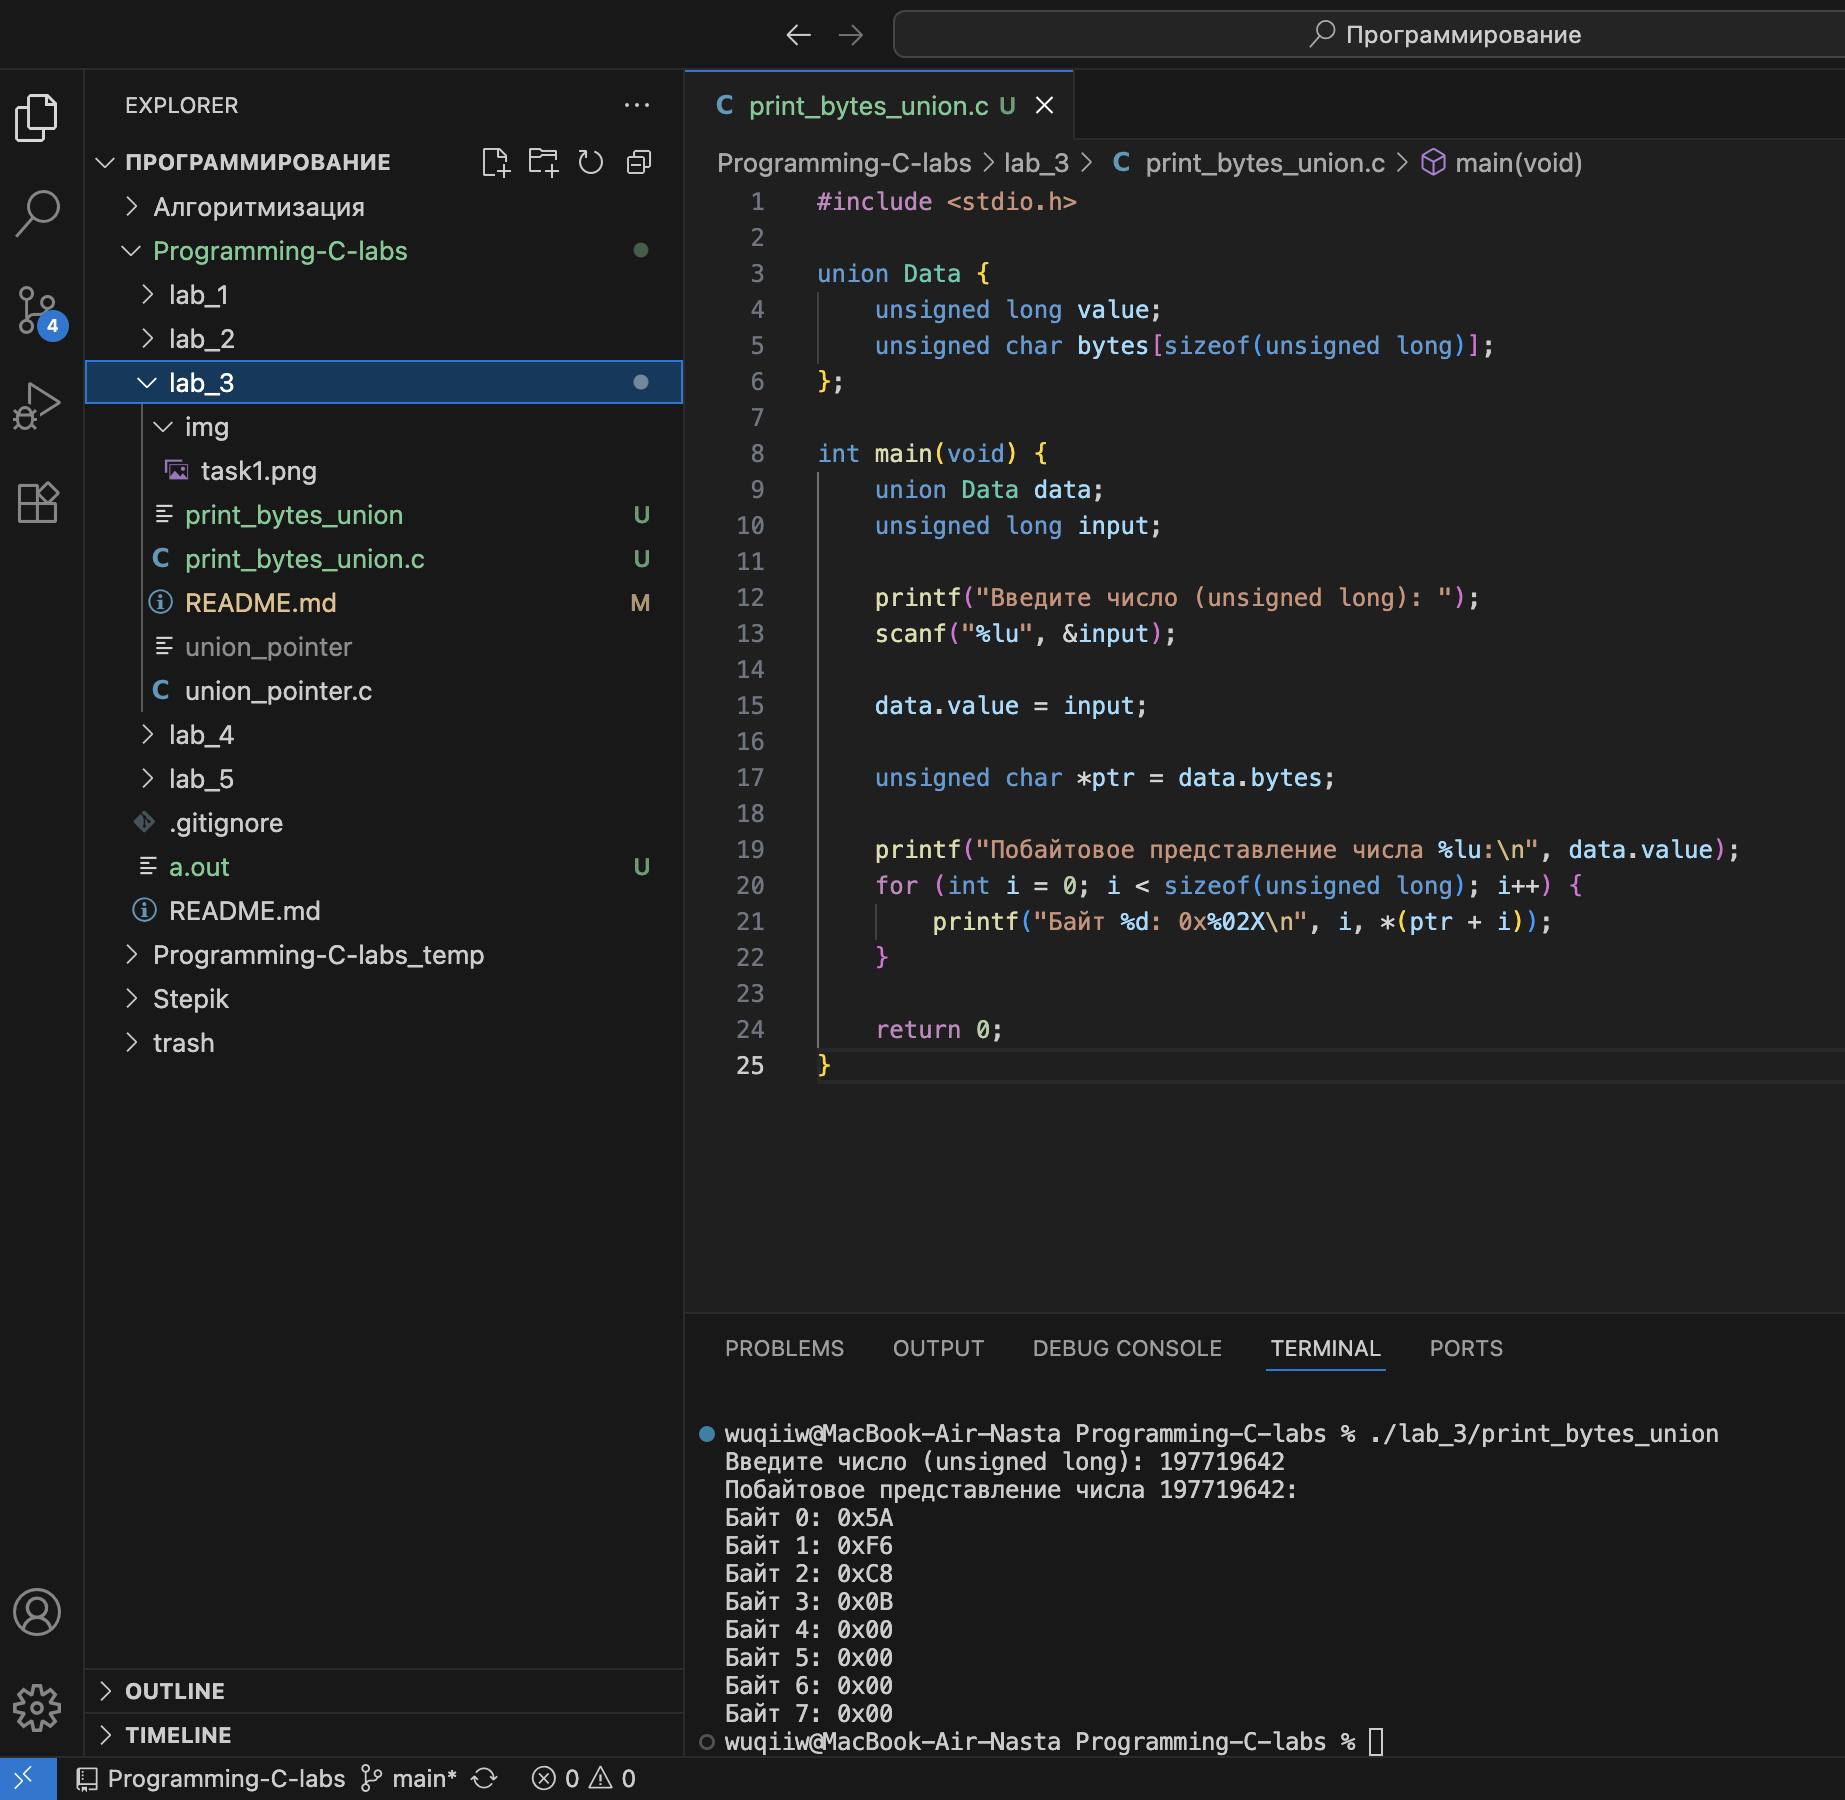 Программирование
EXPLORER
ПРОГРАММИРОВАНИЕ
Алгоритмизация
Programming-C-labs
lab_1
lab_2
lab_3
img
task1.png
print_bytes_union U
print_bytes_union.c U
README.md M
union_pointer
union_pointer.c
lab_4
lab_5
.gitignore
a.out U
README.md
Programming-C-labs_temp
Stepik
trash
OUTLINE
TIMELINE
4
C print_bytes_union.c U
Programming-C-labs > lab_3 > C print_bytes_union.c > main(void)
1 #include <stdio.h>
2
3 union Data {
4 unsigned long value;
5 unsigned char bytes[sizeof(unsigned long)];
6 };
7
8 int main(void) {
9 union Data data;
10 unsigned long input;
11
12 printf("Введите число (unsigned long): ");
13 scanf("%lu", &input);
14
15 data.value = input;
16
17 unsigned char *ptr = data.bytes;
18
19 printf("Побайтовое представление числа %lu:\n", data.value);
20 for (int i = 0; i < sizeof(unsigned long); i++) {
21 printf("Байт %d: 0x%02X\n", i, *(ptr + i));
22 }
23
24 return 0;
25 }
PROBLEMS OUTPUT DEBUG CONSOLE TERMINAL PORTS
wuqiiw@MacBook-Air-Nasta Programming-C-labs % ./lab_3/print_bytes_union
Введите число (unsigned long): 197719642
Побайтовое представление числа 197719642:
Байт 0: 0x5A
Байт 1: 0xF6
Байт 2: 0xC8
Байт 3: 0x0B
Байт 4: 0x00
Байт 5: 0x00
Байт 6: 0x00
Байт 7: 0x00
wuqiiw@MacBook-Air-Nasta Programming-C-labs %
Programming-C-labs main* 0 0